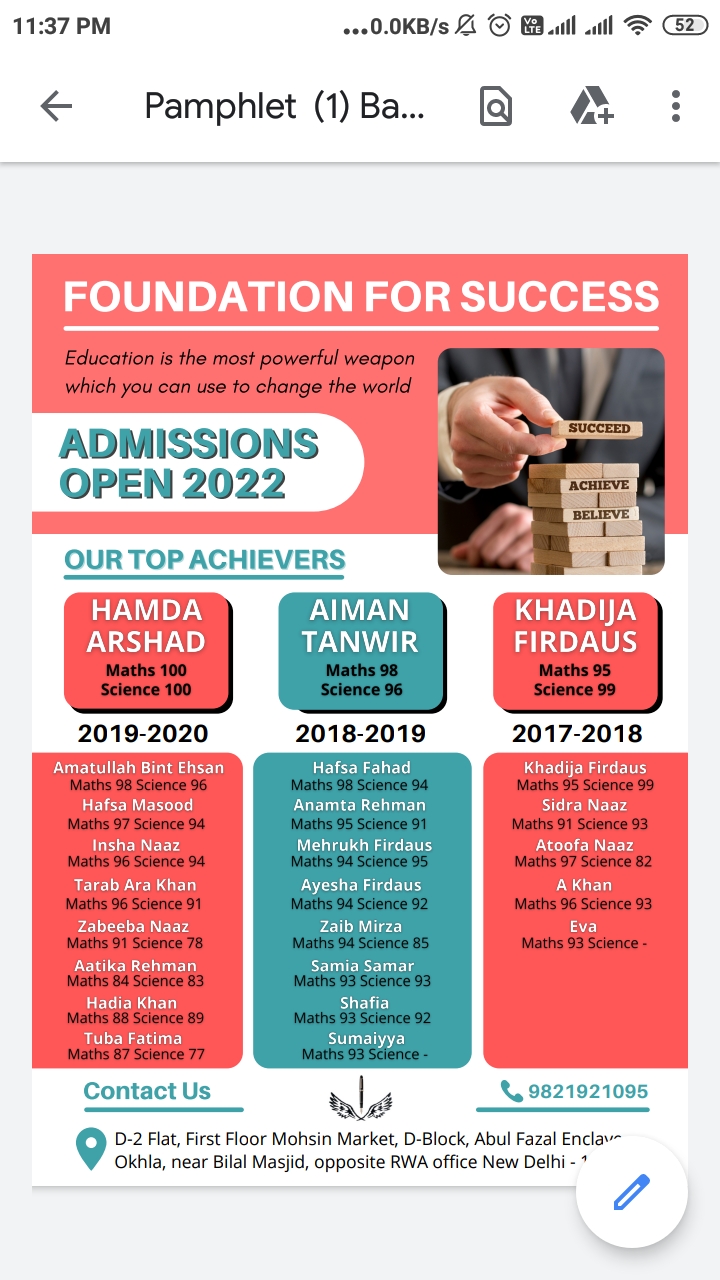 11:37 PM
...0.0KB/s
Vo
LTE
52
Pamphlet (1) Ba...
FOUNDATION FOR SUCCESS
Education is the most powerful weapon
which you can use to change the world
ADMISSIONS
OPEN 2022
SUCCEED
ACHIEVE
BELIEVE
OUR TOP ACHIEVERS
HAMDA
ARSHAD
Maths 100
Science 100
2019-2020
AIMAN
TANWIR
Maths 98
Science 96
2018-2019
KHADIJA
FIRDAUS
Maths 95
Science 99
2017-2018
Amatullah Bint Ehsan
Maths 98 Science 96
Hafsa Masood
Maths 97 Science 94
Insha Naaz
Maths 96 Science 94
Tarab Ara Khan
Maths 96 Science 91
Zabeeba Naaz
Maths 91 Science 78
Aatika Rehman
Maths 84 Science 83
Hadia Khan
Maths 88 Science 89
Tuba Fatima
Maths 87 Science 77
Hafsa Fahad
Maths 98 Science 94
Anamta Rehman
Maths 95 Science 91
Mehrukh Firdaus
Maths 94 Science 95
Ayesha Firdaus
Maths 94 Science 92
Zaib Mirza
Maths 94 Science 85
Samia Samar
Maths 93 Science 93
Shafia
Maths 93 Science 92
Sumaiyya
Maths 93 Science -
Khadija Firdaus
Maths 95 Science 99
Sidra Naaz
Maths 91 Science 93
Atoofa Naaz
Maths 97 Science 82
A Khan
Maths 96 Science 93
Eva
Maths 93 Science -
Contact Us
9821921095
D-2 Flat, First Floor Mohsin Market, D-Block, Abul Fazal Enclave
Okhla, near Bilal Masjid, opposite RWA office New Delhi -